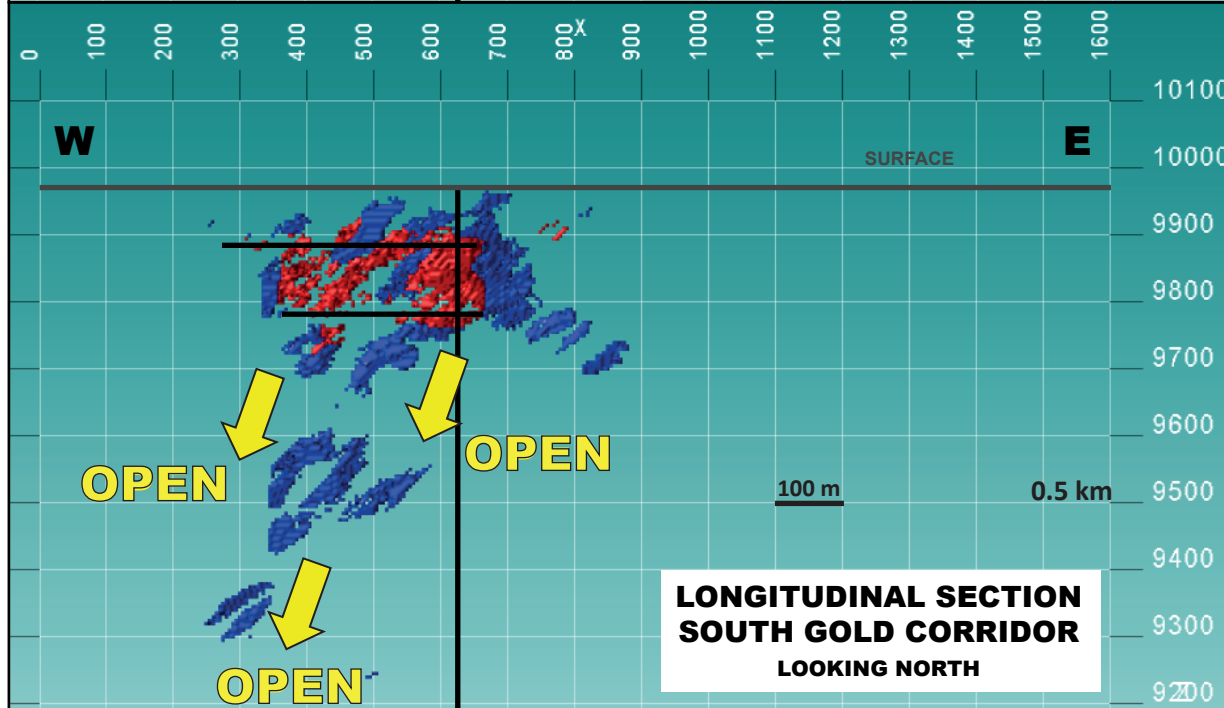 0 100 200 300 400 500 600 700 800 X 900 1000 1100 1200 1300 1400 1500 1600
10100
W
E
SURFACE
10000
9900
9800
9700
9600
OPEN
OPEN
100 m
0.5 km
9500
9400
LONGITUDINAL SECTION
SOUTH GOLD CORRIDOR
LOOKING NORTH
9300
OPEN
9200